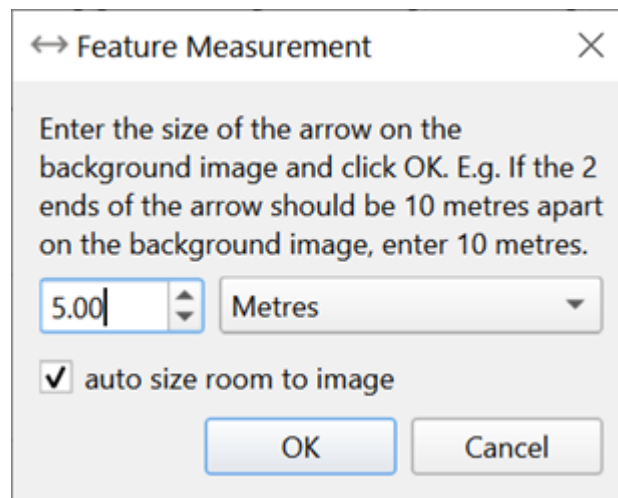 Feature Measurement
Enter the size of the arrow on the
background image and click OK. E.g. If the 2
ends of the arrow should be 10 metres apart
on the background image, enter 10 metres.
5.00 Metres
auto size room to image
OK Cancel